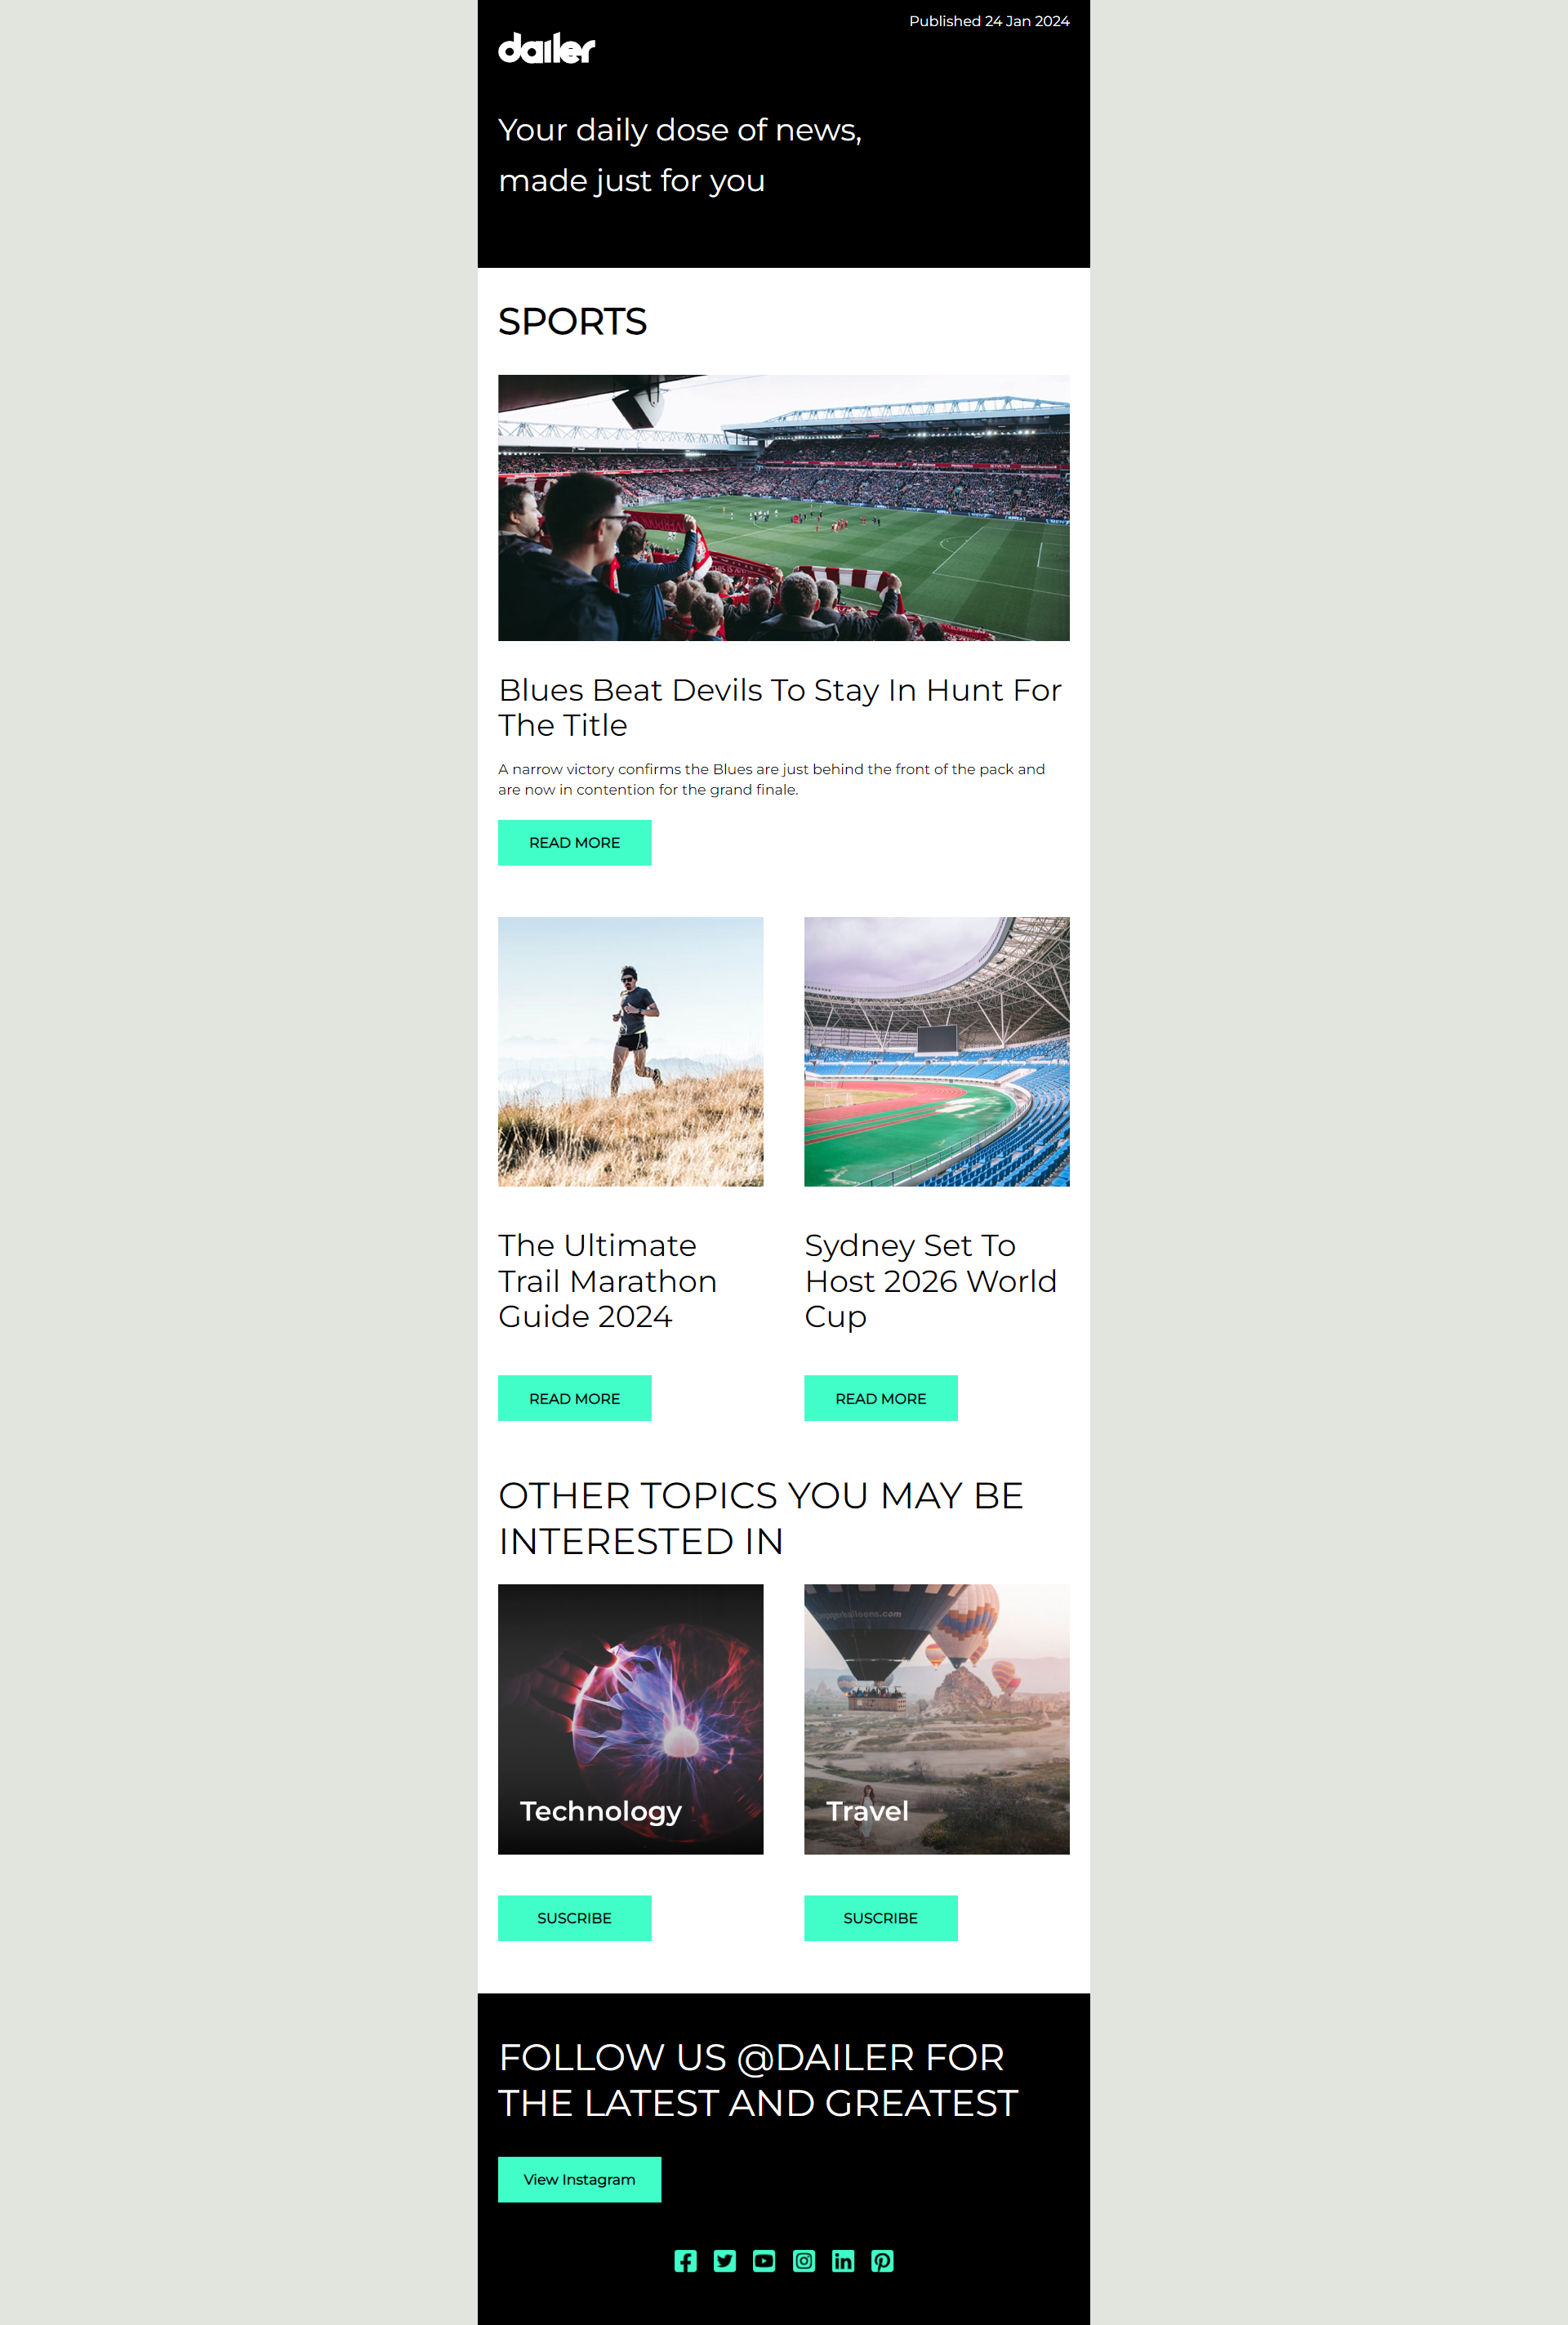 Published 24 Jan 2024
dailer
Your daily dose of news,
made just for you
SPORTS
THIS IS AN
Blues Beat Devils To Stay In Hunt For
The Title
A narrow victory confirms the Blues are just behind the front of the pack and
are now in contention for the grand finale.
READ MORE
The Ultimate
Trail Marathon
Guide 2024
Sydney Set To
Host 2026 World
Cup
READ MORE
READ MORE
OTHER TOPICS YOU MAY BE
INTERESTED IN
Technology
Travel
SUSCRIBE
SUSCRIBE
FOLLOW US @DAILER FOR
THE LATEST AND GREATEST
View Instagram